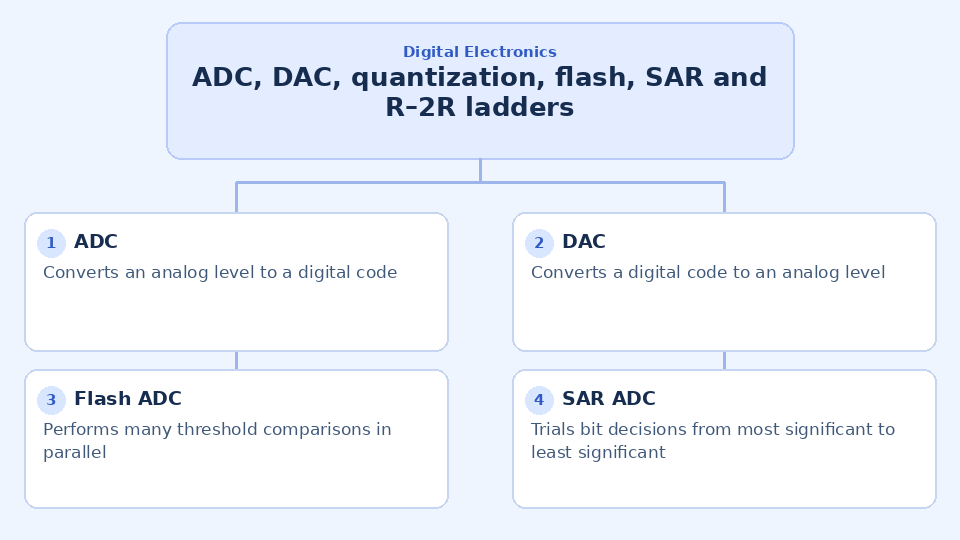 Digital Electronics
ADC, DAC, quantization, flash, SAR and
R–2R ladders
1 ADC
Converts an analog level to a digital code
2 DAC
Converts a digital code to an analog level
3 Flash ADC
Performs many threshold comparisons in
parallel
4 SAR ADC
Trials bit decisions from most significant to
least significant